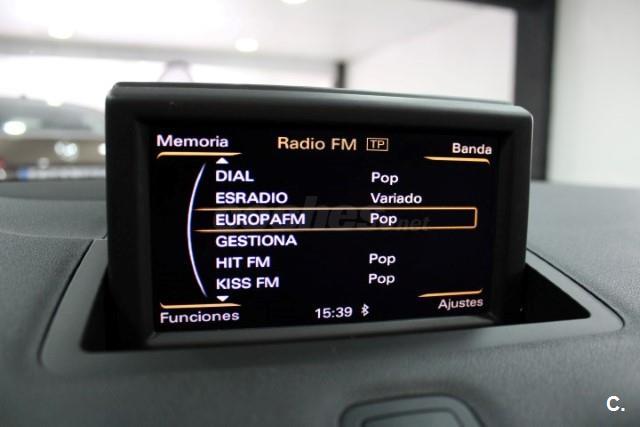 Memoria Radio FM TP Banda
DIAL Pop
ESRADIO Variado
EUROPAFM Pop
GESTIONA
HIT FM Pop
KISS FM Pop
Funciones 15:39 Ajustes
C.